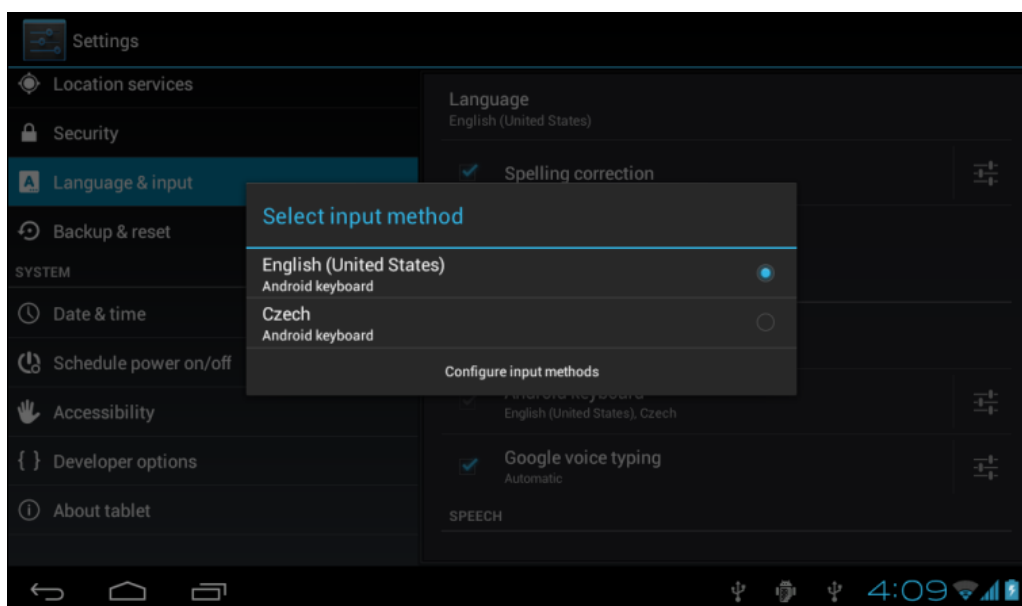 Settings
Location services
Security
Language & input
Backup & reset
SYSTEM
Date & time
Schedule power on/off
Accessibility
{ } Developer options
About tablet
Language
English (United States)
Spelling correction
Select input method
English (United States)
Android keyboard
Czech
Android keyboard
Configure input methods
Android keyboard
English (United States), Czech
Google voice typing
Automatic
SPEECH
4:09